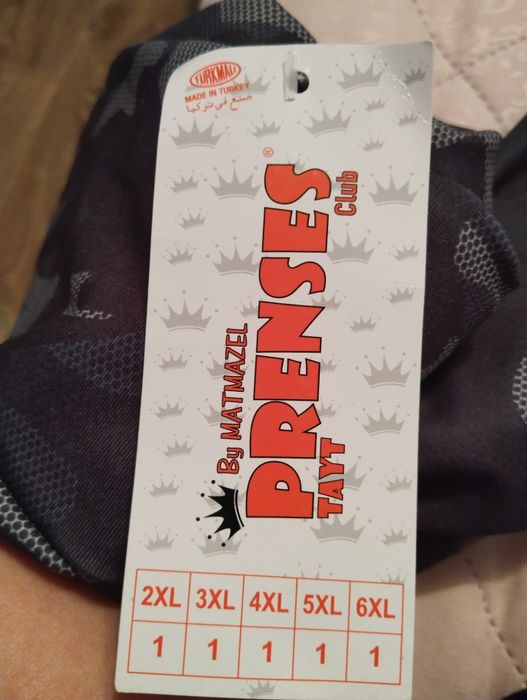 TÜRKMALI
MADE IN TURKEY
صنع في تركيا
By MATMAZEL
PRENSES®
Club
TAYT
2XL 3XL 4XL 5XL 6XL
1 1 1 1 1